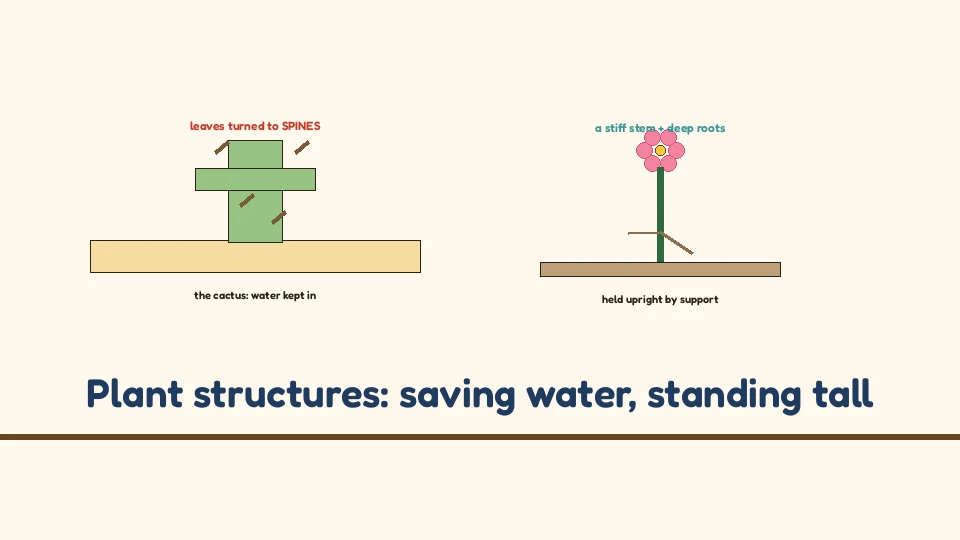 leaves turned to SPINES
a stiff stem + deep roots
the cactus: water kept in
held upright by support
Plant structures: saving water, standing tall